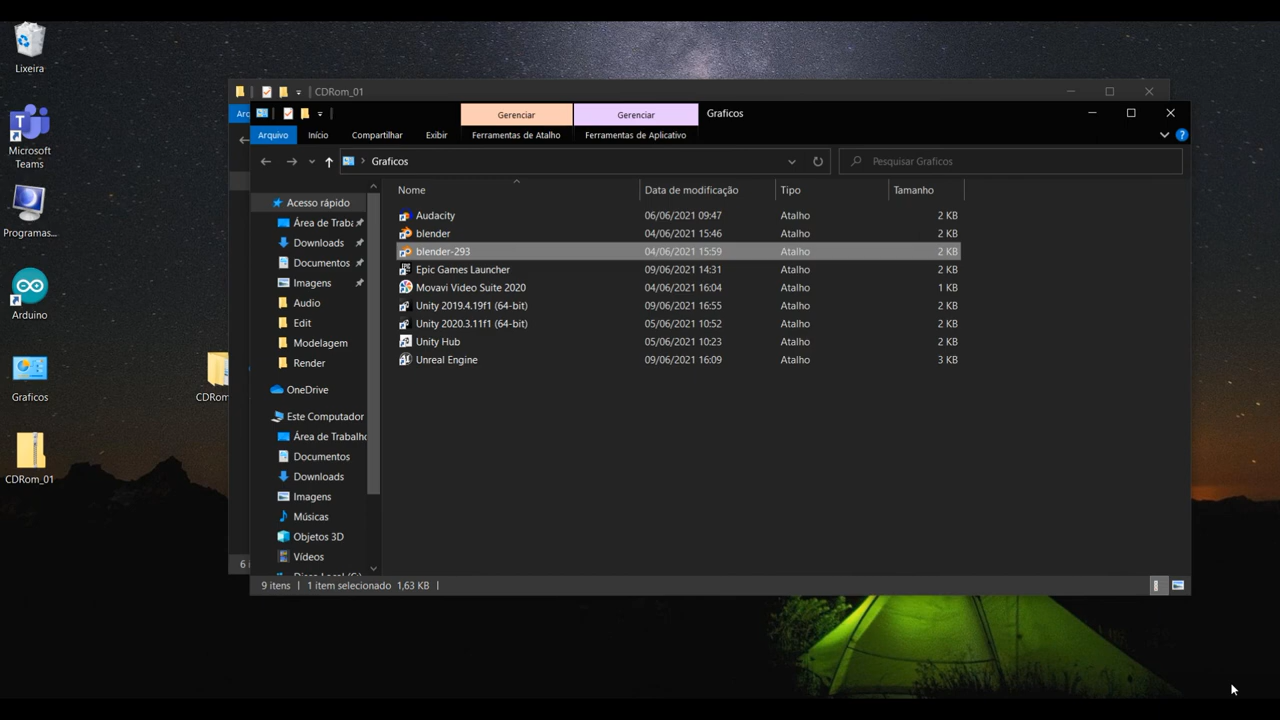 Lixeira
Microsoft
Teams
Programas...
Arduino
Graficos
CDRom_01
CDRom
CDRom_01
Gerenciar
Gerenciar
Graficos
Arquivo
Início
Compartilhar
Exibir
Ferramentas de Atalho
Ferramentas de Aplicativo
Graficos
Pesquisar Graficos
Nome
Data de modificação
Tipo
Tamanho
Acesso rápido
Área de Traba
Downloads
Documentos
Imagens
Audio
Edit
Modelagem
Render
OneDrive
Este Computador
Área de Trabalho
Documentos
Downloads
Imagens
Músicas
Objetos 3D
Vídeos
Audacity 06/06/2021 09:47 Atalho 2 KB
blender 04/06/2021 15:46 Atalho 2 KB
blender-293 04/06/2021 15:59 Atalho 2 KB
Epic Games Launcher 09/06/2021 14:31 Atalho 2 KB
Movavi Video Suite 2020 04/06/2021 16:04 Atalho 1 KB
Unity 2019.4.19f1 (64-bit) 09/06/2021 16:55 Atalho 2 KB
Unity 2020.3.11f1 (64-bit) 05/06/2021 10:52 Atalho 2 KB
Unity Hub 05/06/2021 10:23 Atalho 2 KB
Unreal Engine 09/06/2021 16:09 Atalho 3 KB
9 itens
1 item selecionado 1,63 KB